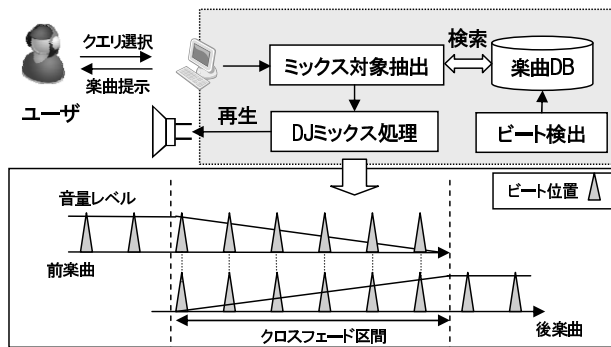 クエリ選択
楽曲提示
ユーザ
ミックス対象抽出
検索
楽曲DB
再生
DJミックス処理
ビート検出
ビート位置
音量レベル
前楽曲
クロスフェード区間
後楽曲